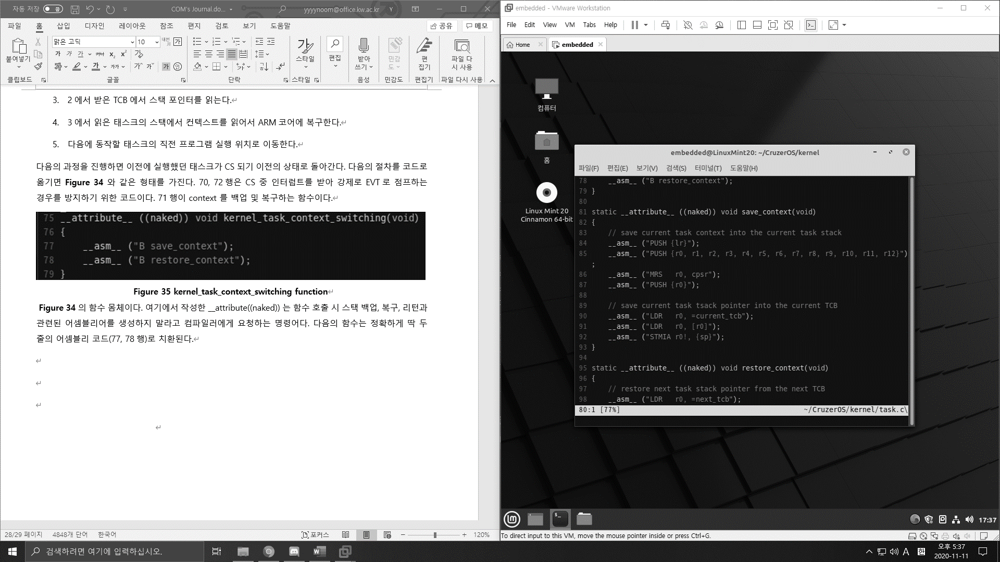 자동 저장
끔
COM's Journal.do...
yyyynoom@office.kw.ac.kr
Y
파일 홈 삽입 디자인 레이아웃 참조 편지 검토 보기 도움말 공유 메모
맑은 고딕 10
붙여넣기
스타일
편집
받아
쓰기
민감
도
편
집기
파일 다
시 사용
클립보드 글꼴 단락 스타일 음성 민감도 편집기 파일 다시 사용
3. 2에서 받은 TCB에서 스택 포인터를 읽는다.
4. 3에서 읽은 태스크의 스택에서 컨텍스트를 읽어서 ARM 코어에 복구한다.
5. 다음에 동작할 태스크의 직전 프로그램 실행 위치로 이동한다.
다음의 과정을 진행하면 이전에 실행했던 태스크가 CS 되기 이전의 상태로 돌아간다. 다음의 절차를 코드로
옮기면 Figure 34 와 같은 형태를 가진다. 70, 72 행은 CS 중 인터럽트를 받아 강제로 EVT 로 점프하는
경우를 방지하기 위한 코드이다. 71 행이 context 를 백업 및 복구하는 함수이다.
75 __attribute__ ((naked)) void kernel_task_context_switching(void)
76 {
77 __asm__ ("B save_context");
78 __asm__ ("B restore_context");
79 }
Figure 35 kernel_task_context_switching function
Figure 34 의 함수 몸체이다. 여기에서 작성한 __attribute((naked)) 는 함수 호출 시 스택 백업, 복구, 리턴과
관련된 어셈블리어를 생성하지 말라고 컴파일러에게 요청하는 명령어다. 다음의 함수는 정확하게 딱 두
줄의 어셈블리 코드(77, 78 행)로 치환된다.
28/29 페이지 4848개 단어 한국어 포커스 120%
embedded - VMware Workstation
File Edit View VM Tabs Help
Home embedded
컴퓨터
홈
Linux Mint 20
Cinnamon 64-bit
embedded@LinuxMint20: ~/CruzerOS/kernel
파일(F) 편집(E) 보기(V) 검색(S) 터미널(T) 도움말(H)
78 __asm__ ("B restore_context");
79 }
80
81 static __attribute__ ((naked)) void save_context(void)
82 {
83 // save current task context into the current task stack
84 __asm__ ("PUSH {lr}");
85 __asm__ ("PUSH {r0, r1, r2, r3, r4, r5, r6, r7, r8, r9, r10, r11, r12}")
;
86 __asm__ ("MRS r0, cpsr");
87 __asm__ ("PUSH {r0}");
88
89 // save current task tsack pointer into the current TCB
90 __asm__ ("LDR r0, =current_tcb");
91 __asm__ ("LDR r0, [r0]");
92 __asm__ ("STMIA r0!, {sp}");
93 }
94
95 static __attribute__ ((naked)) void restore_context(void)
96 {
97 // restore next task stack pointer from the next TCB
98 __asm__ ("LDR r0, =next_tcb");
80:1 [77%] ~/CruzerOS/kernel/task.c\
17:37
To direct input to this VM, move the mouse pointer inside or press Ctrl+G.
검색하려면 여기에 입력하십시오.
A 한 오후 5:37
2020-11-11